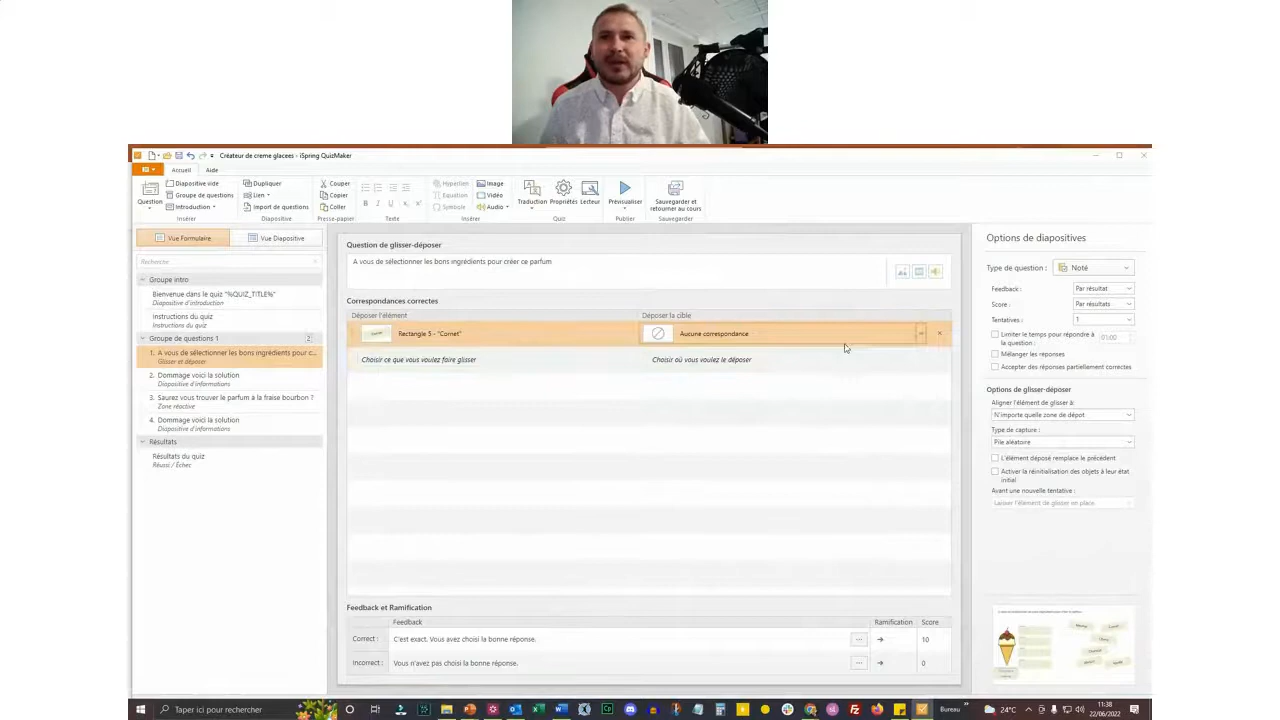 Créateur de creme glacees - iSpring QuizMaker
Accueil
Aide
Question
Diapositive vide
Groupe de questions
Introduction
Insérer
Dupliquer
Lien
Import de questions
Diapositive
Couper
Copier
Coller
Presse-papier
Texte
Hyperlien
Equation
Symbole
Image
Vidéo
Audio
Insérer
Traduction
Propriétés
Lecteur
Quiz
Prévisualiser
Publier
Sauvegarder et
retourner au cours
Sauvegarder
Vue Formulaire
Vue Diapositive
Recherche
Groupe intro
Bienvenue dans le quiz "%QUIZ_TITLE%"
Diapositive d'introduction
Instructions du quiz
Instructions du quiz
Groupe de questions 1
2
1. A vous de sélectionner les bons ingrédients pour c...
Glisser et déposer
2. Dommage voici la solution
Diapositive d'informations
3. Saurez vous trouver le parfum à la fraise bourbon ?
Zone réactive
4. Dommage voici la solution
Diapositive d'informations
Résultats
Résultats du quiz
Réussi / Echec
Question de glisser-déposer
A vous de sélectionner les bons ingrédients pour créer ce parfum
Correspondances correctes
Déposer l'élément
Déposer la cible
Rectangle 5 - "Cornet"
Aucune correspondance
Choisir ce que vous voulez faire glisser
Choisir où vous voulez le déposer
Feedback et Ramification
Feedback
Ramification
Score
Correct :
C'est exact. Vous avez choisi la bonne réponse.
10
Incorrect :
Vous n'avez pas choisi la bonne réponse.
0
Options de diapositives
Type de question :
Noté
Feedback :
Par résultat
Score :
Par résultats
Tentatives :
1
Limiter le temps pour répondre à
la question :
01:00
Mélanger les réponses
Accepter des réponses partiellement correctes
Options de glisser-déposer
Aligner l'élément de glisser à:
N'importe quelle zone de dépot
Type de capture :
Pile aléatoire
L'élément déposé remplace le précédent
Activer la réinitialisation des objets à leur état
initial
Avant une nouvelle tentative :
Laisser l'élément de glisser en place
Taper ici pour rechercher
Bureau
24°C
11:38
22/06/2022